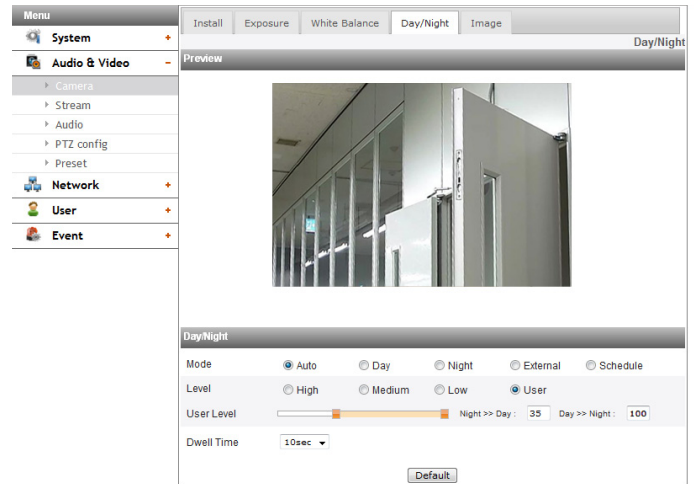 Menu
System +
Audio & Video -
Camera
Stream
Audio
PTZ config
Preset
Network +
User +
Event +
Install Exposure White Balance Day/Night Image
Day/Night
Preview
Day/Night
Mode Auto Day Night External Schedule
Level High Medium Low User
User Level Night >> Day : 35 Day >> Night : 100
Dwell Time 10sec
Default